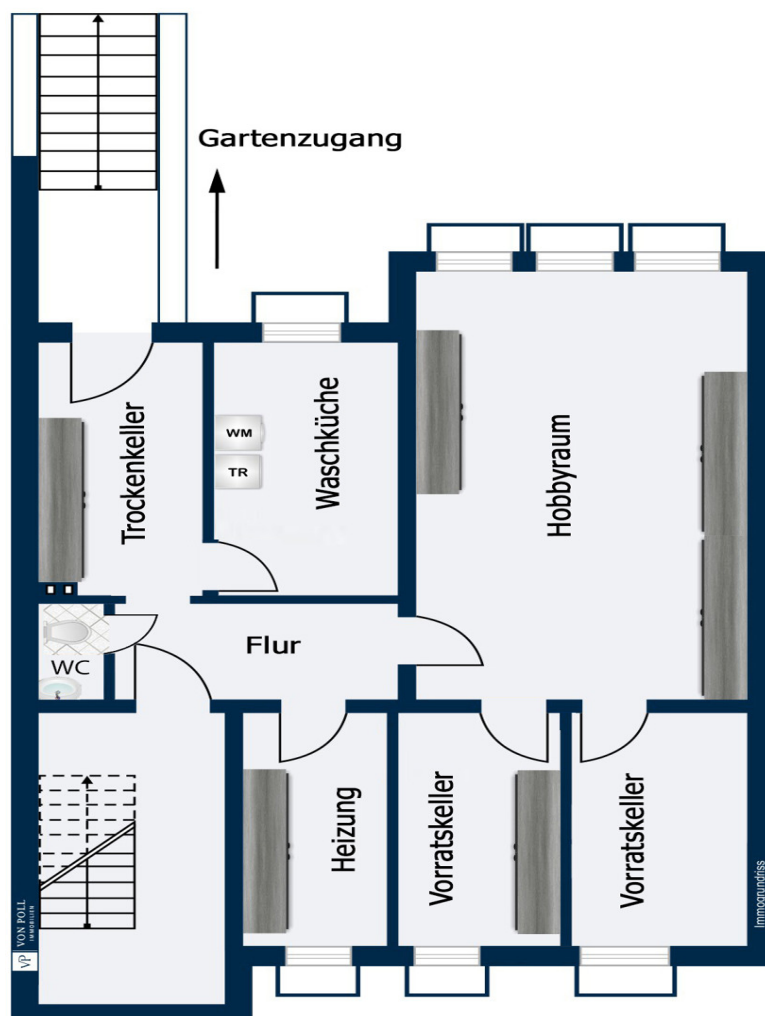 Gartenzugang
Trockenkeller
Waschküche
WM
TR
Hobbyraum
WC
Flur
Heizung
Vorratskeller
Vorratskeller
VP VON POLL
IMMOBILIEN
Immogrundriss